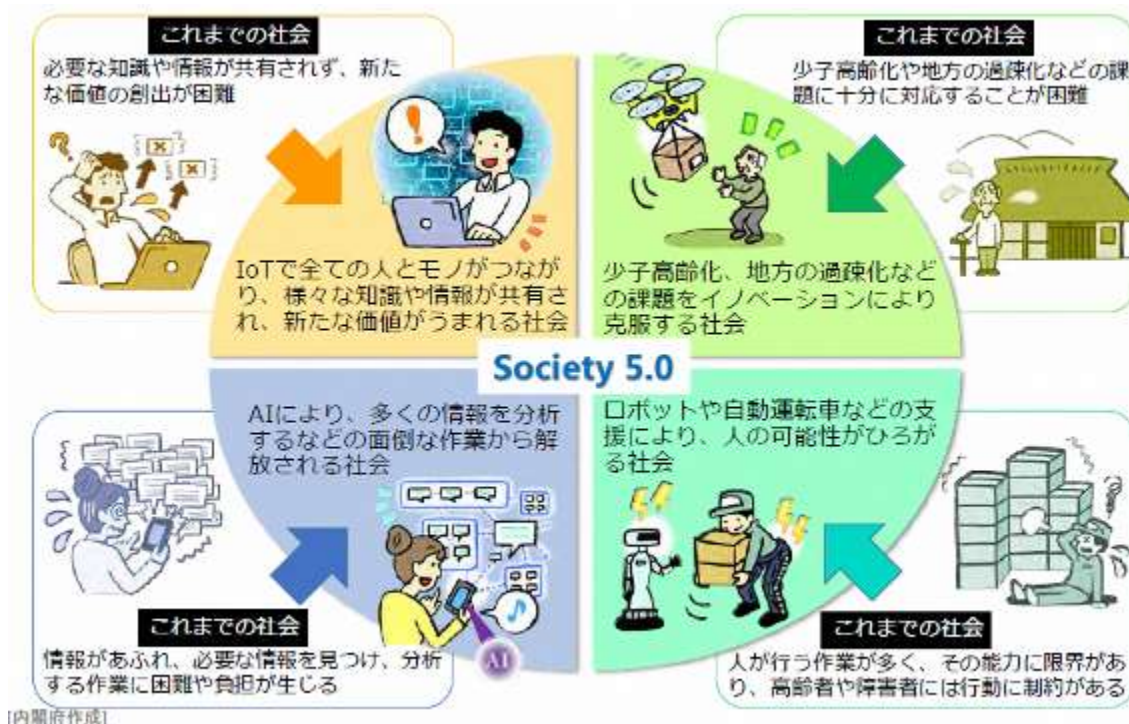 これまでの社会
必要な知識や情報が共有されず、新た
な価値の創出が困難
IoTで全ての人とモノがつなが
り、様々な知識や情報が共有さ
れ、新たな価値がうまれる社会
これまでの社会
少子高齢化や地方の過疎化などの課
題に十分に対応することが困難
少子高齢化、地方の過疎化など
の課題をイノベーションにより
克服する社会
Society 5.0
AIにより、多くの情報を分析
するなどの面倒な作業から解
放される社会
AI
これまでの社会
情報があふれ、必要な情報を見つけ、分析
する作業に困難や負担が生じる
ロボットや自動運転車などの支
援により、人の可能性がひろが
る社会
これまでの社会
人が行う作業が多く、その能力に限界があ
り、高齢者や障害者には行動に制約がある
[内閣府作成]